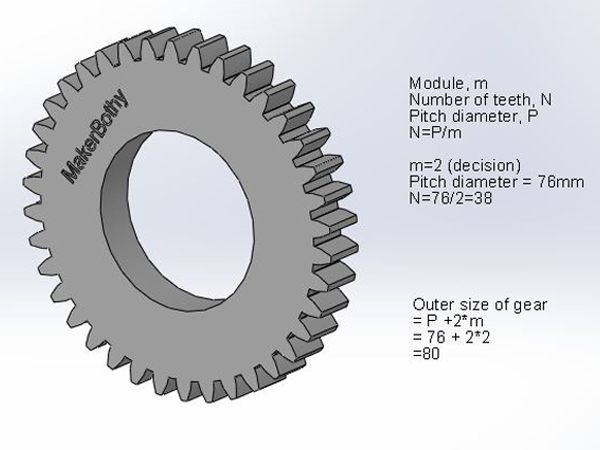 MakerBothy
Module, m
Number of teeth, N
Pitch diameter, P
N=P/m
m=2 (decision)
Pitch diameter = 76mm
N=76/2=38
Outer size of gear
= P +2*m
= 76 + 2*2
=80